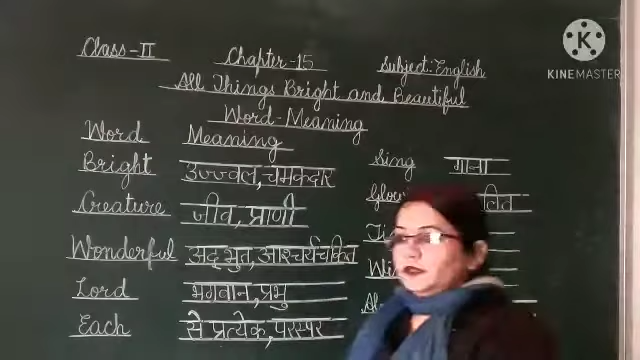 Class-II Chapter-15 Subject:English
All Things Bright and Beautiful
Word-Meaning
Word Meaning
Bright उज्ज्वल,चमकदार
Creature जीव,प्राणी
Wonderful अद्भुत,आश्चर्यचकित
Lord भगवान,प्रभु
Each से प्रत्येक,परस्पर
Sing गाना
KINEMASTER